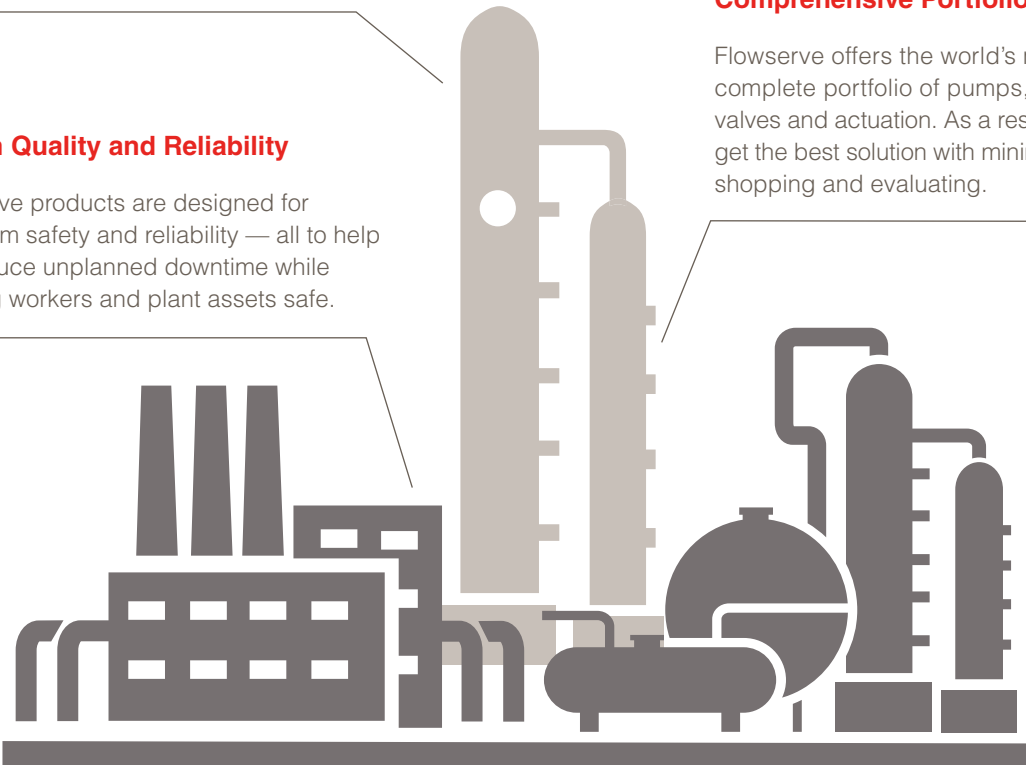 Quality and Reliability
ve products are designed for
m safety and reliability — all to help
uce unplanned downtime while
workers and plant assets safe.
Comprehensive Portfolio
Flowserve offers the world’s
complete portfolio of pumps,
valves and actuation. As a res
get the best solution with mini
shopping and evaluating.